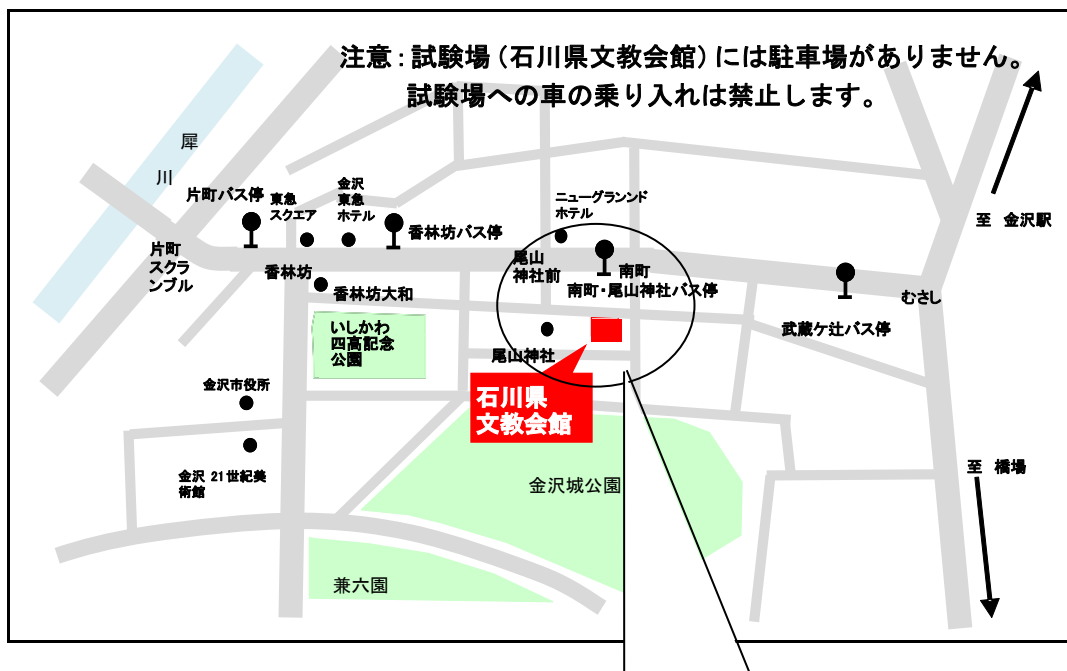 注意：試験場（石川県文教会館）には駐車場がありません。
試験場への車の乗り入れは禁止します。
犀
川
片町バス停
東急
スクエア
金沢
東急
ホテル
香林坊バス停
ニューグランンド
ホテル
至　金沢駅
片町
スクラ
ンブル
香林坊
尾山
神社前
南町
南町・尾山神社バス停
香林坊大和
むさし
武蔵ケ辻バス停
いしかわ
四高記念
公園
尾山神社
金沢市役所
石川県
文教会館
金沢 21世紀美
術館
金沢城公園
至　橋場
兼六園